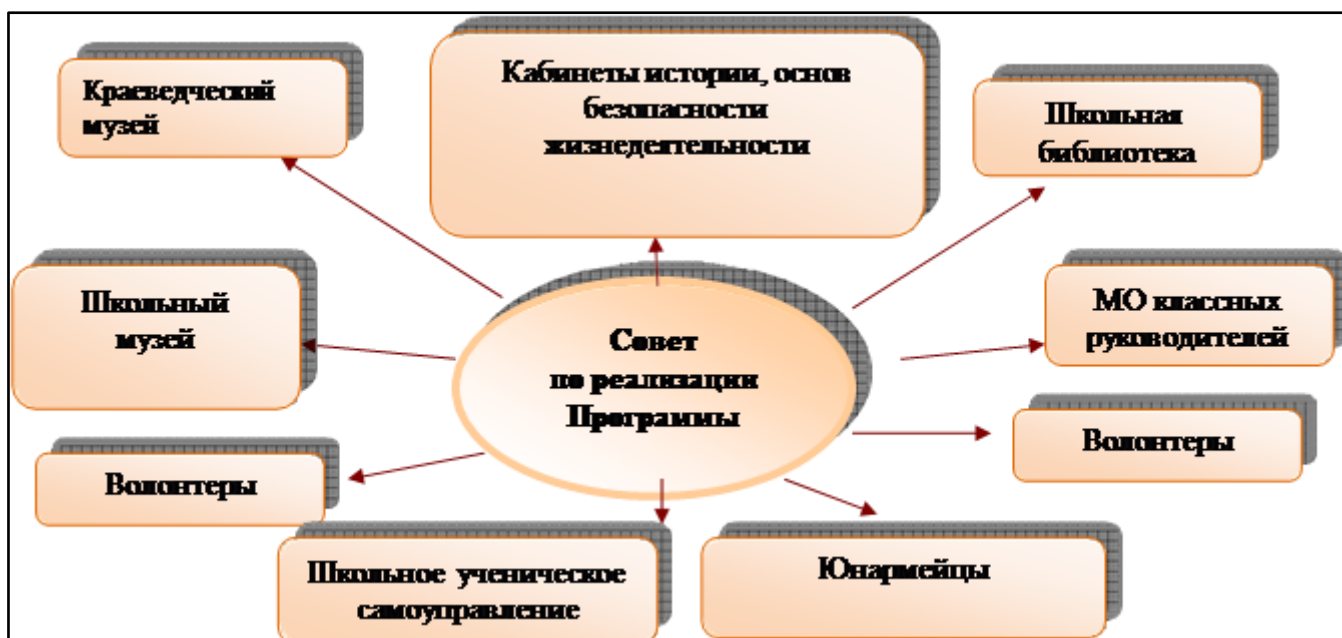 Краеведческий
музей
Кабинеты истории, основ
безопасности
жизнедеятельности
Школьная
библиотека
Школьный
музей
Совет
по реализации
Программы
МО классных
руководителей
Волонтеры
Волонтеры
Школьное ученическое
самоуправление
Юнармейцы